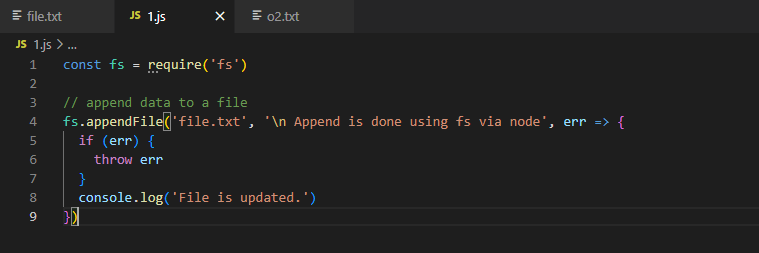 file.txt
JS 1.js ×
o2.txt
JS 1.js > ...
1 const fs = require('fs')
2
3 // append data to a file
4 fs.appendFile('file.txt', '\n Append is done using fs via node', err => {
5 if (err) {
6 throw err
7 }
8 console.log('File is updated.')
9 })